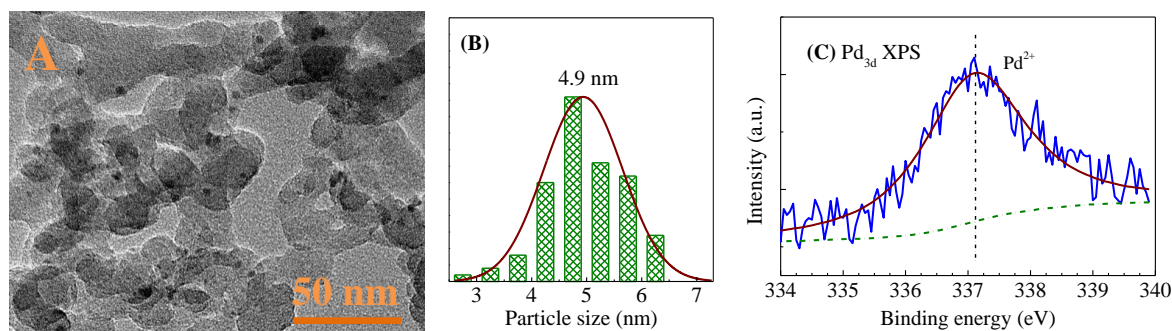 A
50 nm
(B)
4.9 nm
3 4 5 6 7
Particle size (nm)
(C) Pd3d XPS
Pd2+
Intensity (a.u.)
334 335 336 337 338 339 340
Binding energy (eV)